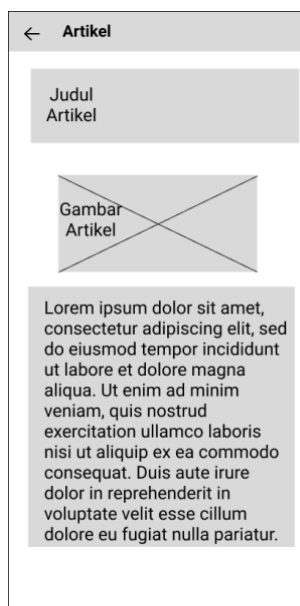 Artikel
Judul
Artikel
Gambar
Artikel
Lorem ipsum dolor sit amet,
consectetur adipiscing elit, sed
do eiusmod tempor incididunt
ut labore et dolore magna
aliqua. Ut enim ad minim
veniam, quis nostrud
exercitation ullamco laboris
nisi ut aliquip ex ea commodo
consequat. Duis aute irure
dolor in reprehenderit in
voluptate velit esse cillum
dolore eu fugiat nulla pariatur.